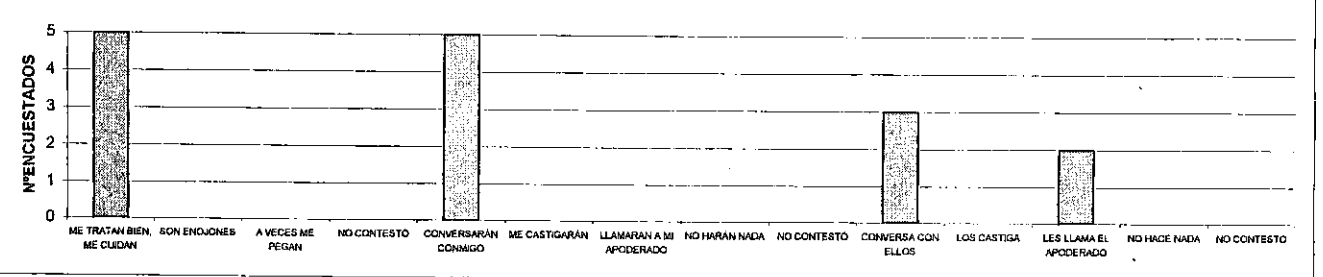 NºENCUESTADOS
5
4
3
2
1
0
ME TRATAN BIEN,
ME CUIDAN
SON ENOJONES
A VECES ME
PEGAN
NO CONTESTÓ
CONVERSARÁN
CONMIGO
ME CASTIGARÁN
LLAMARAN A MI
APODERADO
NO HARÁN NADA
NO CONTESTÓ
CONVERSA CON
ELLOS
LOS CASTIGA
LES LLAMA EL
APODERADO
NO HACE NADA
NO CONTESTO